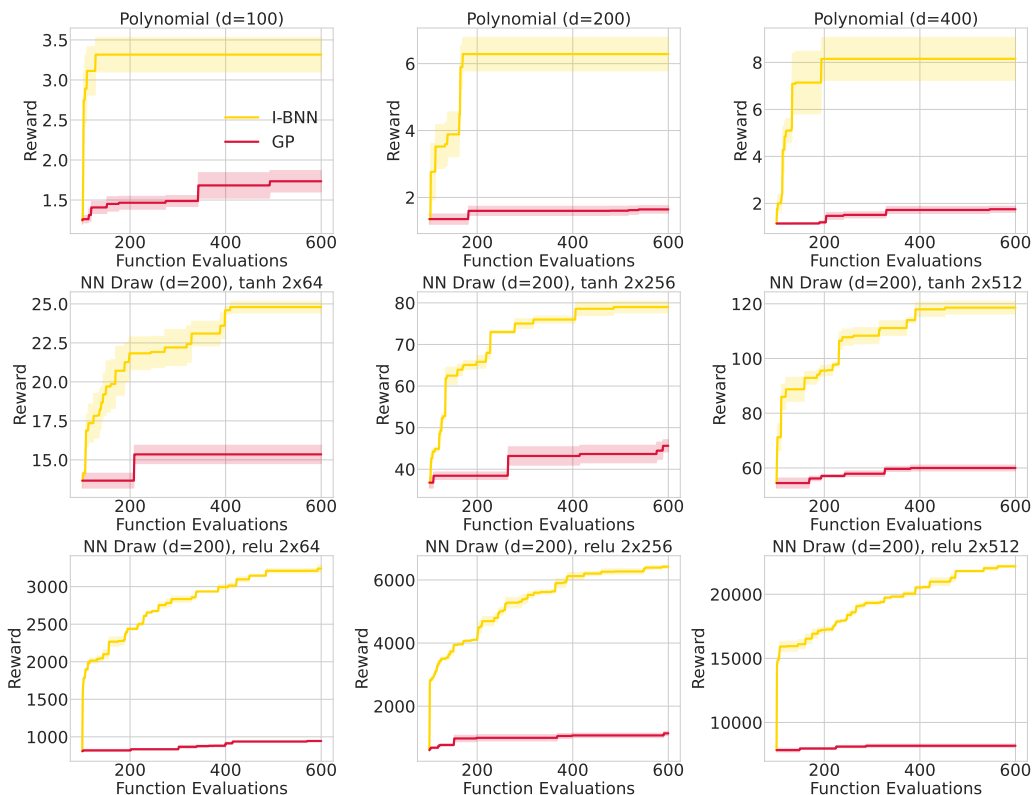 Polynomial (d=100)
Reward
3.5
3.0
2.5
2.0
1.5
I-BNN
GP
200
400
600
Function Evaluations
Polynomial (d=200)
Reward
6
4
2
200
400
600
Function Evaluations
Polynomial (d=400)
Reward
8
6
4
2
200
400
600
Function Evaluations
NN Draw (d=200), tanh 2x64
Reward
25.0
22.5
20.0
17.5
15.0
200
400
600
Function Evaluations
NN Draw (d=200), tanh 2x256
Reward
80
70
60
50
40
200
400
600
Function Evaluations
NN Draw (d=200), tanh 2x512
Reward
120
100
80
60
200
400
600
Function Evaluations
NN Draw (d=200), relu 2x64
Reward
3000
2500
2000
1500
1000
200
400
600
Function Evaluations
NN Draw (d=200), relu 2x256
Reward
6000
4000
2000
200
400
600
Function Evaluations
NN Draw (d=200), relu 2x512
Reward
20000
15000
10000
200
400
600
Function Evaluations